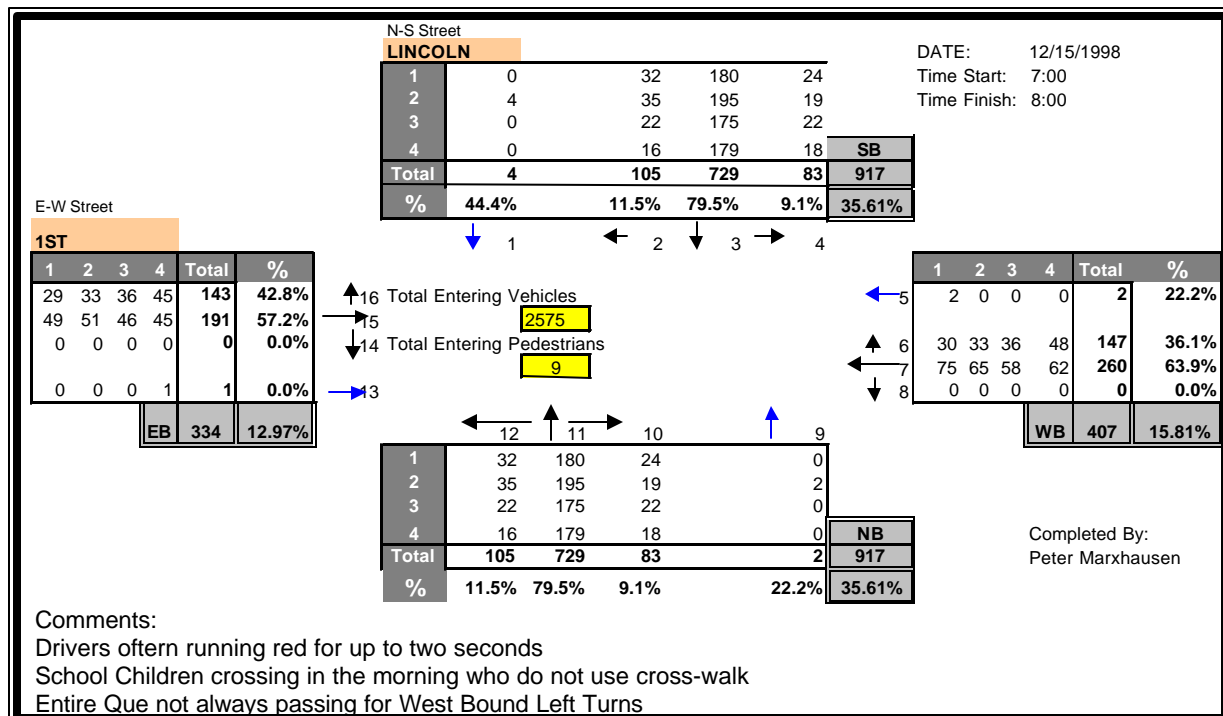 N-S Street
LINCOLN
DATE: 12/15/1998
1 0 32 180 24
Time Start: 7:00
2 4 35 195 19
Time Finish: 8:00
3 0 22 175 22
4 0 16 179 18 SB
Total 4 105 729 83 917
% 44.4% 11.5% 79.5% 9.1% 35.61%
E-W Street
1ST
1 2 3 4
1 2 3 4 Total %
29 33 36 45 143 42.8%
49 51 46 45 191 57.2%
0 0 0 0 0 0.0%
0 0 0 1 1 0.0%
EB 334 12.97%
16 Total Entering Vehicles
15 2575
14 Total Entering Pedestrians
9
13
5
6
7
8
1 2 3 4 Total %
2 0 0 0 2 22.2%
30 33 36 48 147 36.1%
75 65 58 62 260 63.9%
0 0 0 0 0 0.0%
WB 407 15.81%
12 11 10 9
1 32 180 24 0
2 35 195 19 2
3 22 175 22 0
4 16 179 18 0 NB
Total 105 729 83 2 917
% 11.5% 79.5% 9.1% 22.2% 35.61%
Completed By:
Peter Marxhausen
Comments:
Drivers oftern running red for up to two seconds
School Children crossing in the morning who do not use cross-walk
Entire Que not always passing for West Bound Left Turns